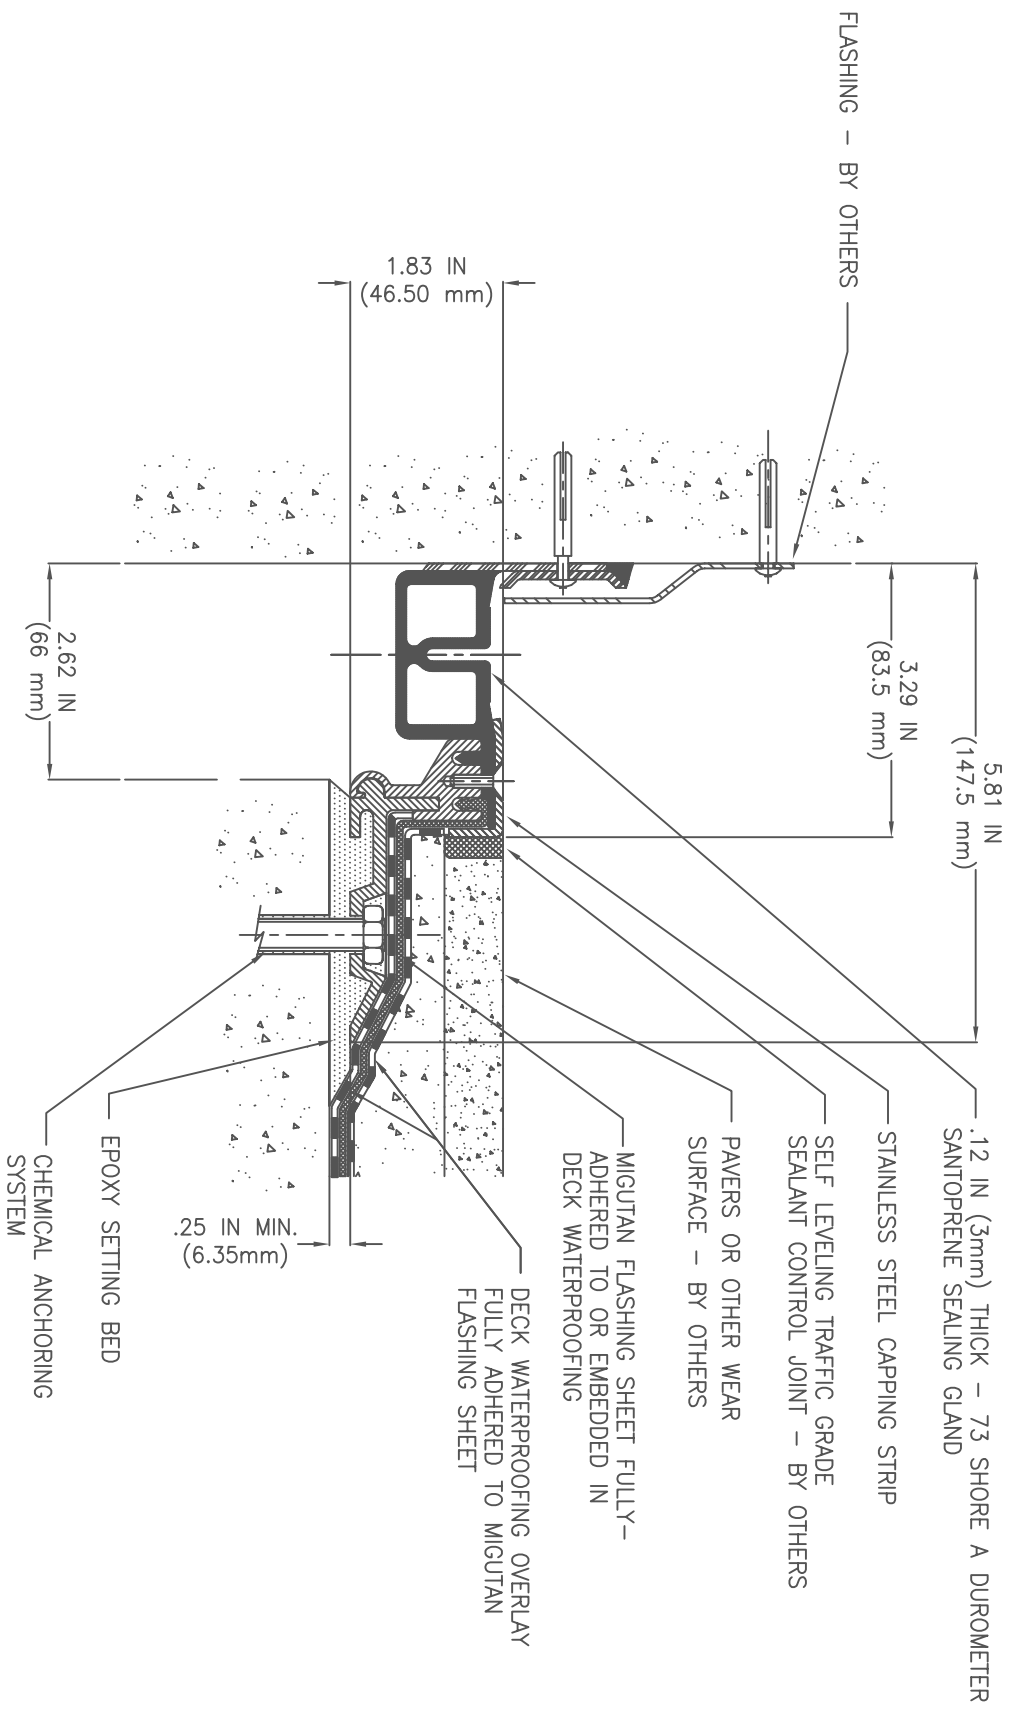 FLASHING - BY OTHERS
1.83 IN
(46.50 mm)
2.62 IN
(66 mm)
3.29 IN
(83.5 mm)
5.81 IN
(147.5 mm)
.12 IN (3mm) THICK - 73 SHORE A DUROMETER
SANTOPRENE SEALING GLAND
STAINLESS STEEL CAPPING STRIP
SELF LEVELING TRAFFIC GRADE
SEALANT CONTROL JOINT - BY OTHERS
PAVERS OR OTHER WEAR
SURFACE - BY OTHERS
MIGUTAN FLASHING SHEET FULLY-
ADHERED TO OR EMBEDDED IN
DECK WATERPROOFING
DECK WATERPROOFING OVERLAY
FULLY ADHERED TO MIGUTAN
FLASHING SHEET
.25 IN MIN.
(6.35mm)
EPOXY SETTING BED
CHEMICAL ANCHORING
SYSTEM